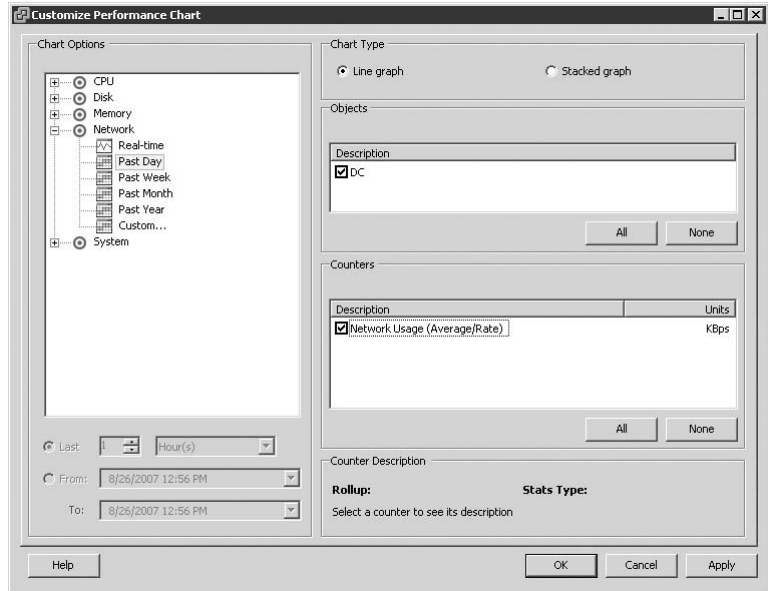 Customize Performance Chart
Chart Options
CPU
Disk
Memory
Network
Real-time
Past Day
Past Week
Past Month
Past Year
Custom...
System
Last
1
Hour(s)
From:
8/26/2007 12:56 PM
To:
8/26/2007 12:56 PM
Chart Type
Line graph
Stacked graph
Objects
Description
DC
All
None
Counters
Description
Units
Network Usage (Average/Rate)
KBps
All
None
Counter Description
Rollup:
Stats Type:
Select a counter to see its description
Help
OK
Cancel
Apply